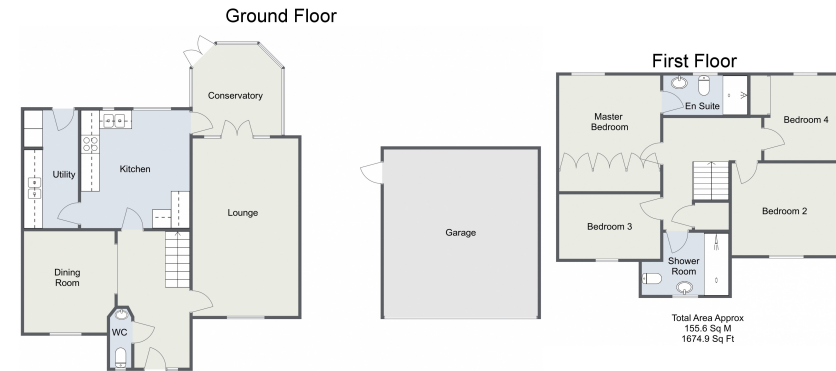 Ground Floor
Conservatory
Utility
Kitchen
Lounge
Dining
Room
WC
Garage
First Floor
Master
Bedroom
En Suite
Bedroom 4
Bedroom 3
Bedroom 2
Shower
Room
Total Area Approx
155.6 Sq M
1674.9 Sq Ft